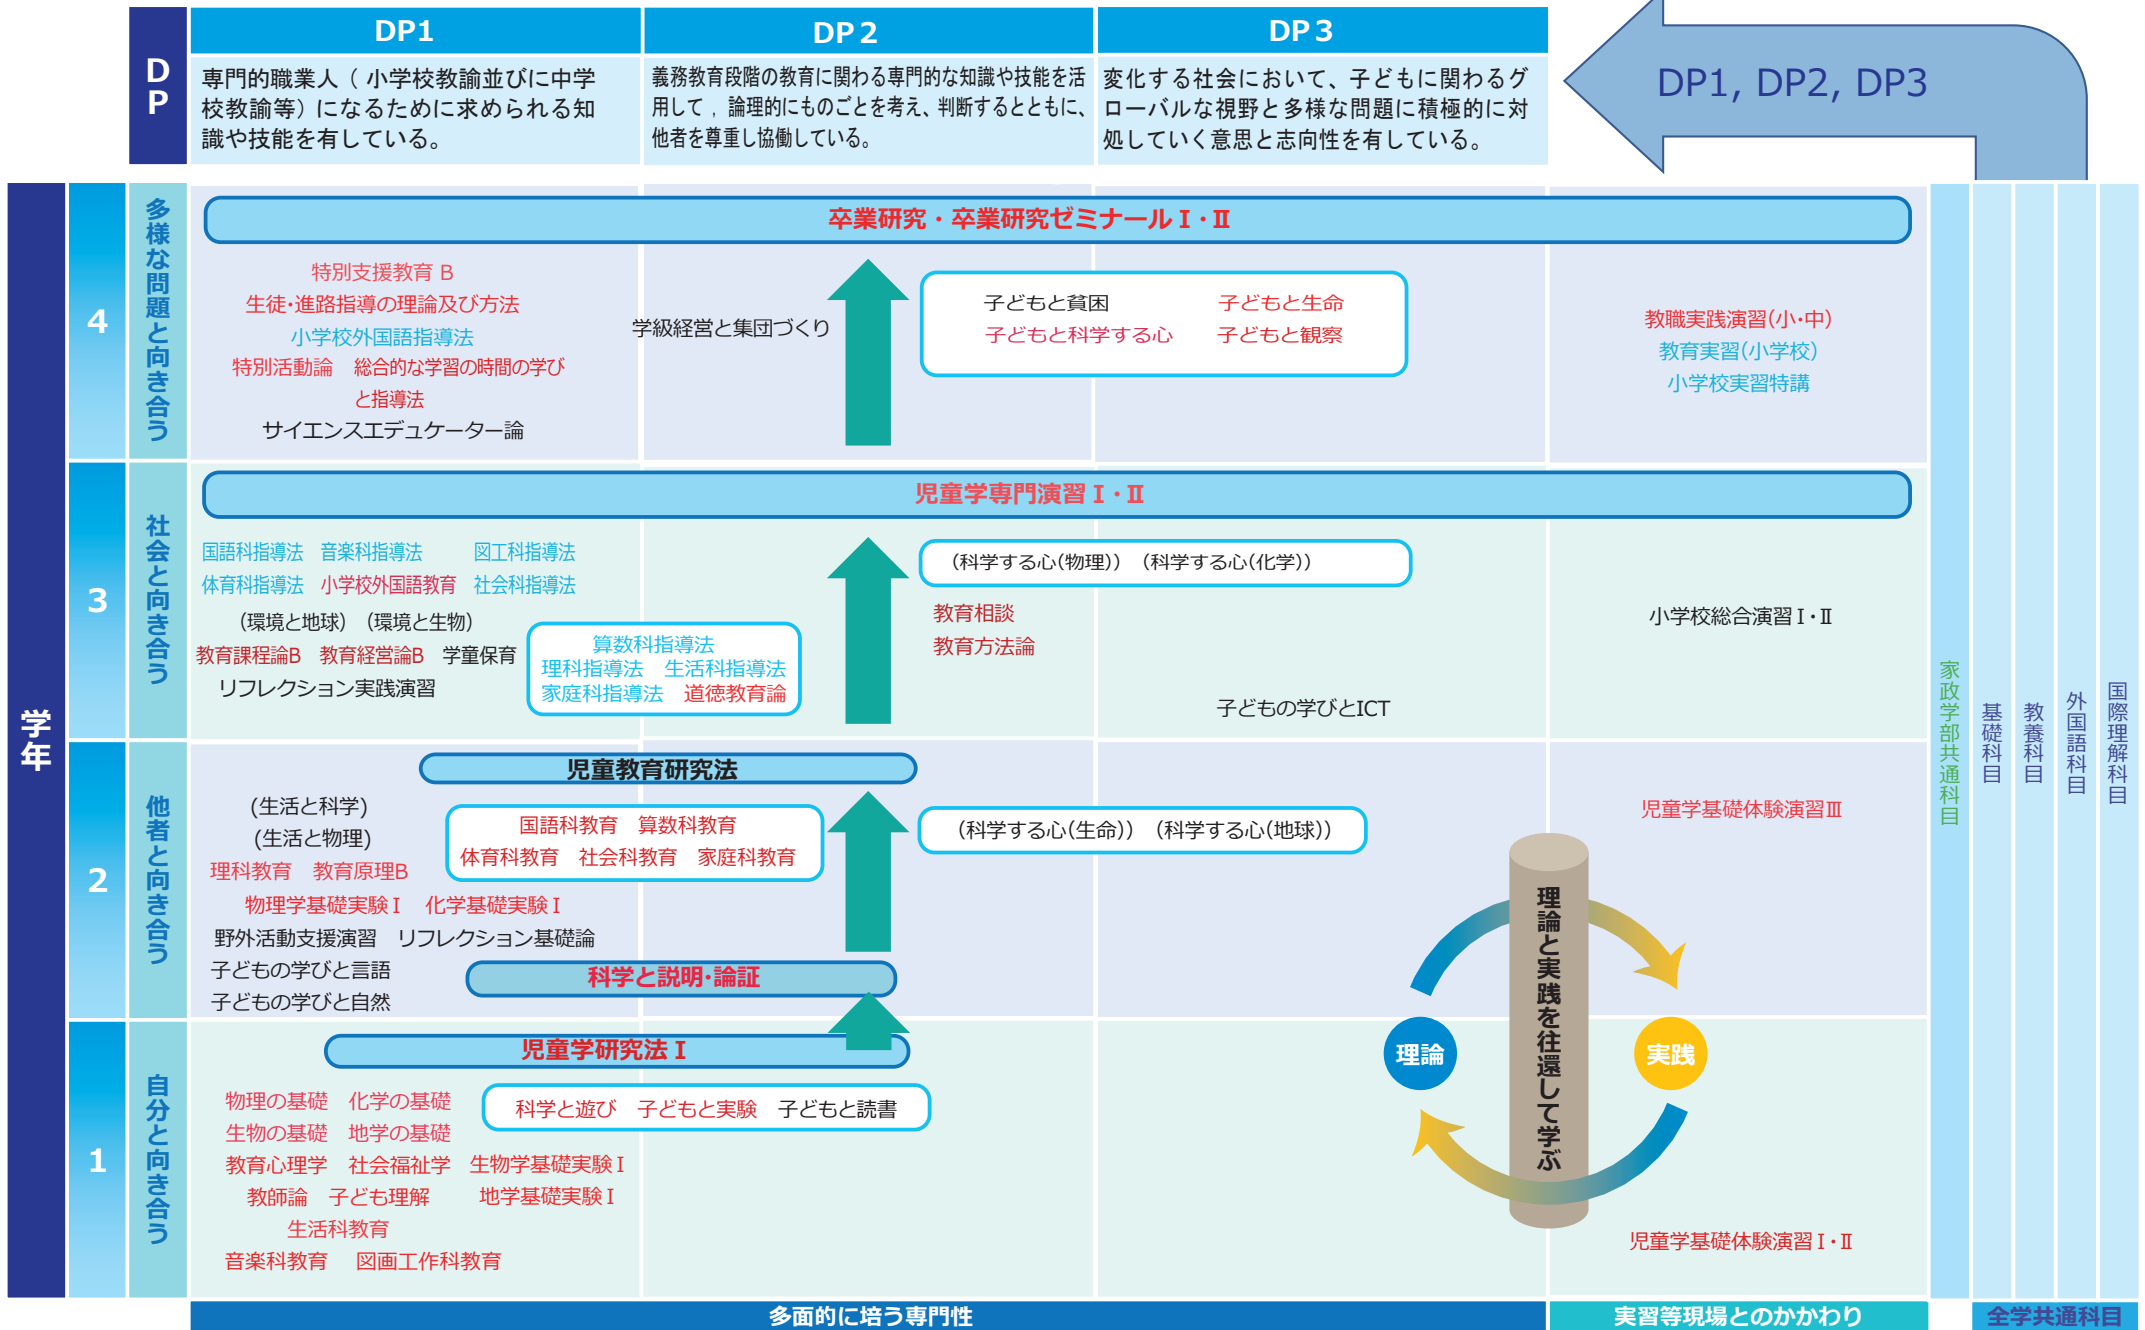 DP
DP1
DP２
DP３
専門的職業人（ 小学校教諭並びに中学
校教諭等）になるために求められる知
識や技能を有している。
義務教育段階の教育に関わる専門的な知識や技能を活
用して , 論理的にものごとを考え、判断するとともに、
他者を尊重し協働している。
変化する社会において、子どもに関わるグ
ローバルな視野と多様な問題に積極的に対
処していく意思と志向性を有している。
DP1, DP2, DP3
学年
4
多様な問題と向き合う
卒業研究・卒業研究ゼミナールⅠ・Ⅱ
特別支援教育 B
生徒・進路指導の理論及び方法
小学校外国語指導法
特別活動論　総合的な学習の時間の学び
と指導法
サイエンスエデュケーター論
学級経営と集団づくり
子どもと貧困　子どもと生命
子どもと科学する心　子どもと観察
教職実践演習(小・中)
教育実習(小学校)
小学校実習特講
3
社会と向き合う
児童学専門演習Ⅰ・Ⅱ
国語科指導法　音楽科指導法　図工科指導法
体育科指導法　小学校外国語教育　社会科指導法
（環境と地球）（環境と生物）
教育課程論B　教育経営論B　学童保育
リフレクション実践演習
算数科指導法
理科指導法　生活科指導法
家庭科指導法　道徳教育論
（科学する心(物理)）（科学する心(化学)）
教育相談
教育方法論
子どもの学びとICT
小学校総合演習Ⅰ・Ⅱ
2
他者と向き合う
児童教育研究法
(生活と科学)
(生活と物理)
理科教育　教育原理B
物理学基礎実験Ⅰ　化学基礎実験Ⅰ
野外活動支援演習　リフレクション基礎論
子どもの学びと言語
子どもの学びと自然
国語科教育　算数科教育
体育科教育　社会科教育　家庭科教育
科学と説明・論証
（科学する心(生命)）（科学する心(地球)）
児童学基礎体験演習Ⅲ
理論と実践を往還して学ぶ
理論
実践
1
自分と向き合う
児童学研究法Ⅰ
物理の基礎　化学の基礎
生物の基礎　地学の基礎
教育心理学　社会福祉学　生物学基礎実験Ⅰ
教師論　子ども理解　地学基礎実験Ⅰ
生活科教育
音楽科教育　図画工作科教育
科学と遊び　子どもと実験　子どもと読書
児童学基礎体験演習Ⅰ・Ⅱ
家政学部共通科目
基礎科目
教養科目
外国語科目
国際理解科目
多面的に培う専門性
実習等現場とのかかわり
全学共通科目